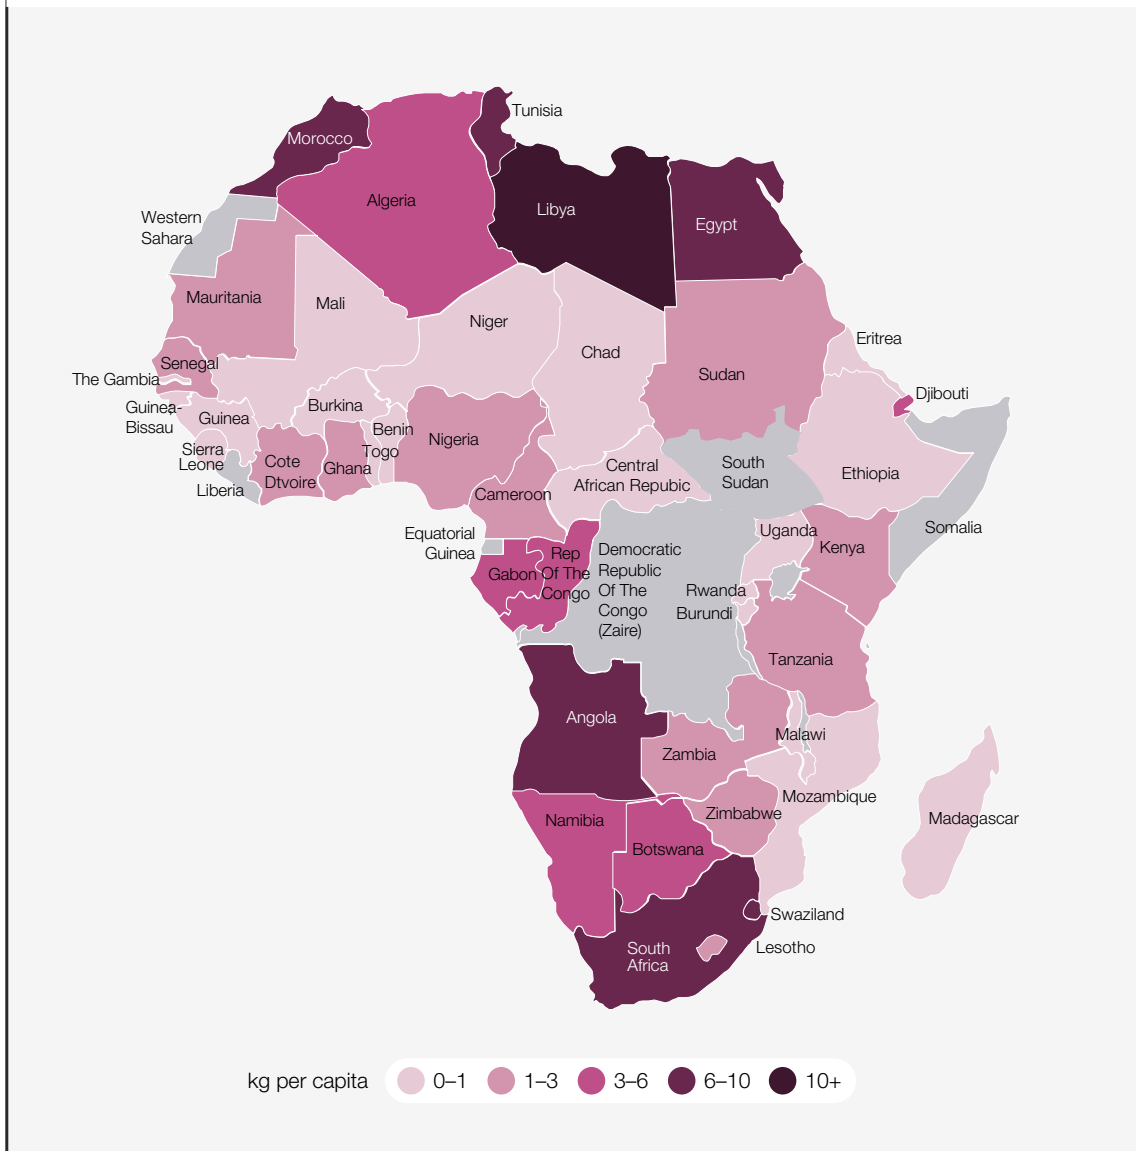 Tunisia
Morocco
Algeria
Libya
Egypt
Western
Sahara
Mauritania
Mali
Niger
Chad
Sudan
Eritrea
Senegal
The Gambia
Djibouti
Guinea-
Bissau
Guinea
Burkina
Benin
Togo
Nigeria
Sierra
Leone
Cote
Dtvoire
Ghana
Liberia
Central
African Repubic
South
Sudan
Ethiopia
Cameroon
Somalia
Equatorial
Guinea
Uganda
Kenya
Gabon
Rep
Of The
Congo
Democratic
Republic
Of The
Congo
(Zaire)
Rwanda
Burundi
Tanzania
Angola
Malawi
Zambia
Mozambique
Zimbabwe
Madagascar
Namibia
Botswana
Swaziland
Lesotho
South
Africa
kg per capita 0–1 1–3 3–6 6–10 10+